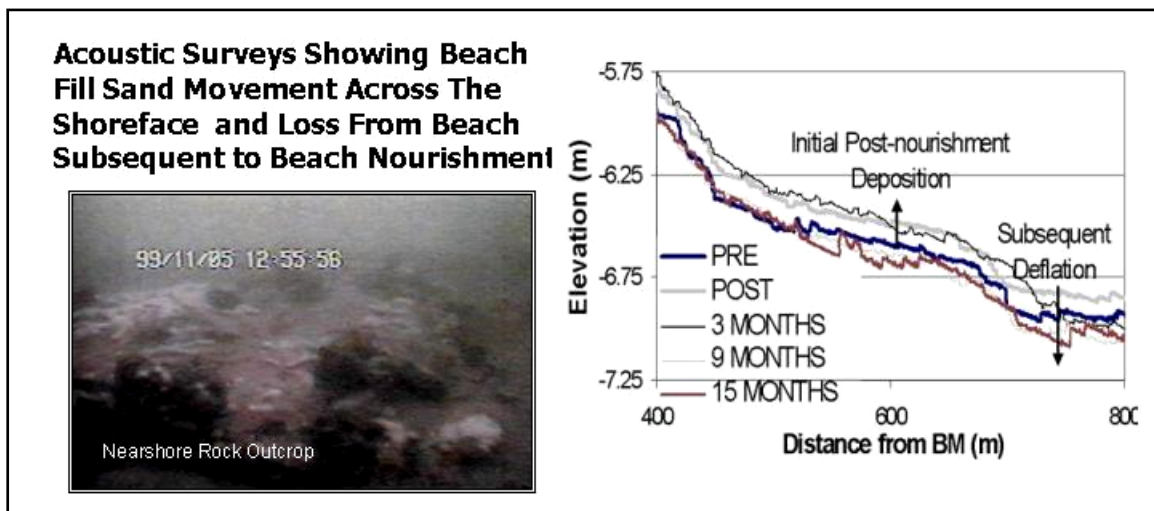 Acoustic Surveys Showing Beach
Fill Sand Movement Across The
Shoreface and Loss From Beach
Subsequent to Beach Nourishment
99/11/05 12:55:56
Nearshore Rock Outcrop
-5.75
-6.25
-6.75
-7.25
Elevation (m)
Initial Post-nourishment
Deposition
Subsequent
Deflation
PRE
POST
3 MONTHS
9 MONTHS
15 MONTHS
400
600
800
Distance from BM (m)